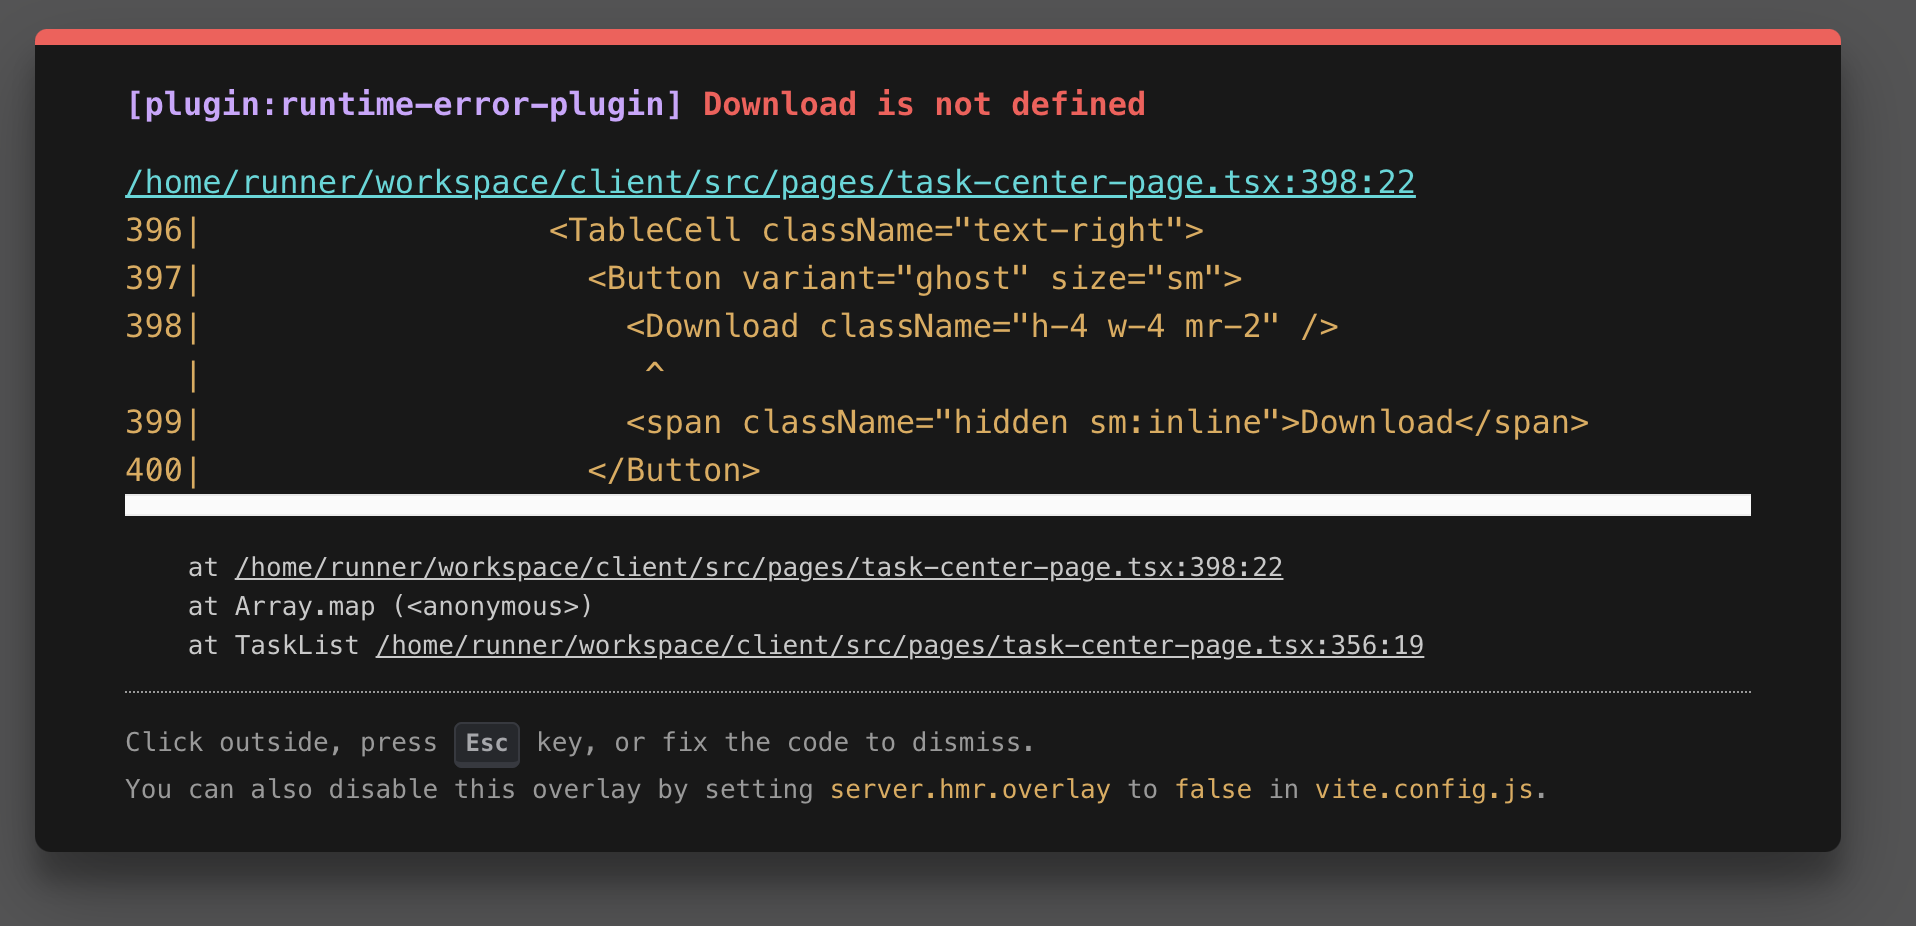 [plugin:runtime-error-plugin] Download is not defined
/home/runner/workspace/client/src/pages/task-center-page.tsx:398:22
396|                  <TableCell className="text-right">
397|                    <Button variant="ghost" size="sm">
398|                      <Download className="h-4 w-4 mr-2" />
   |                       ^
399|                      <span className="hidden sm:inline">Download</span>
400|                    </Button>
    at /home/runner/workspace/client/src/pages/task-center-page.tsx:398:22
    at Array.map (<anonymous>)
    at TaskList /home/runner/workspace/client/src/pages/task-center-page.tsx:356:19
Click outside, press Esc key, or fix the code to dismiss.
You can also disable this overlay by setting server.hmr.overlay to false in vite.config.js.